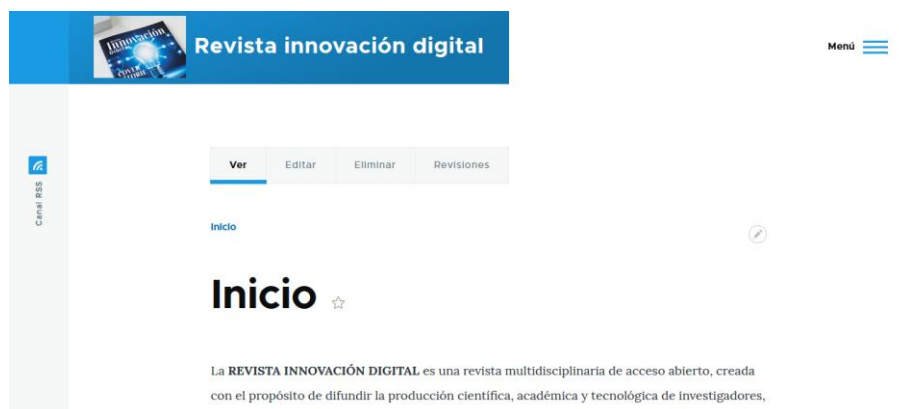 Innovación
Revista innovación digital
Menú
Canal RSS
Ver Editar Eliminar Revisiones
Inicio
Inicio
La REVISTA INNOVACIÓN DIGITAL es una revista multidisciplinaria de acceso abierto, creada
con el propósito de difundir la producción científica, académica y tecnológica de investigadores,